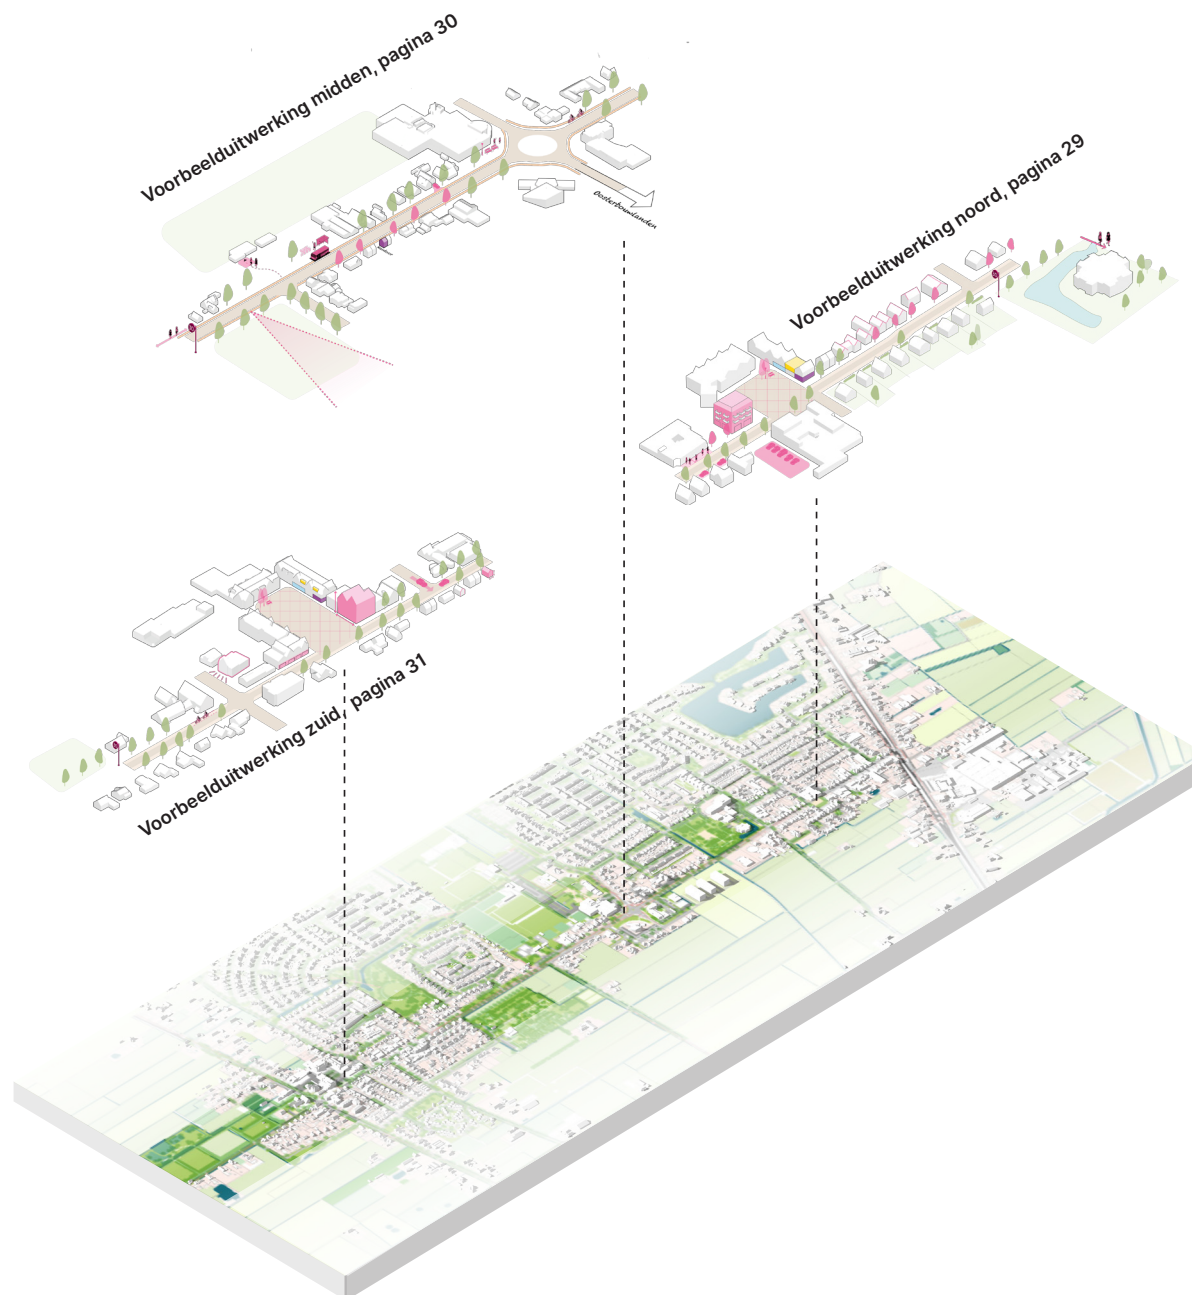 Voorbeelduitwerking midden, pagina 30
Oosterbouwlanden
Voorbeelduitwerking noord, pagina 29
Voorbeelduitwerking zuid, pagina 31